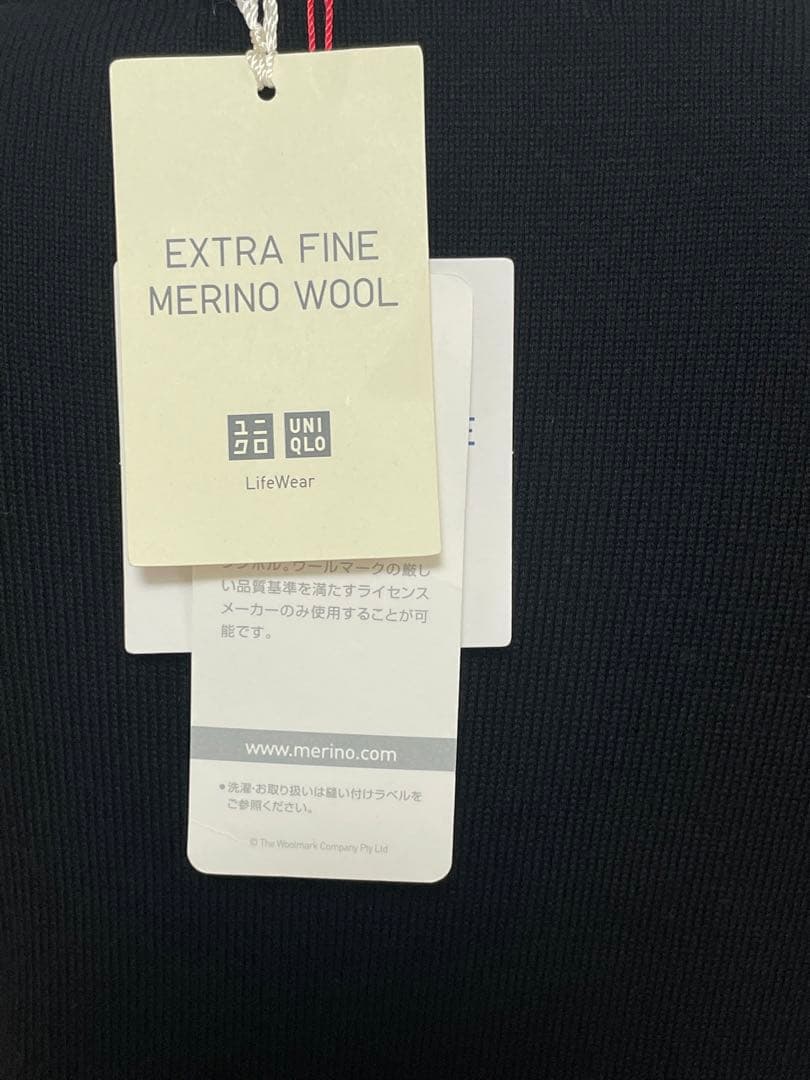 EXTRA FINE
MERINO WOOL
ユニ
クロ
UNI
QLO
LifeWear
E
ンボル。ウールマークの厳し
い品質基準を満たすライセンス
メーカーのみ使用することが可
能です。
www.merino.com
●洗濯・お取り扱いは縫い付けラベルを
ご参照ください。
© The Woolmark Company Pty Ltd